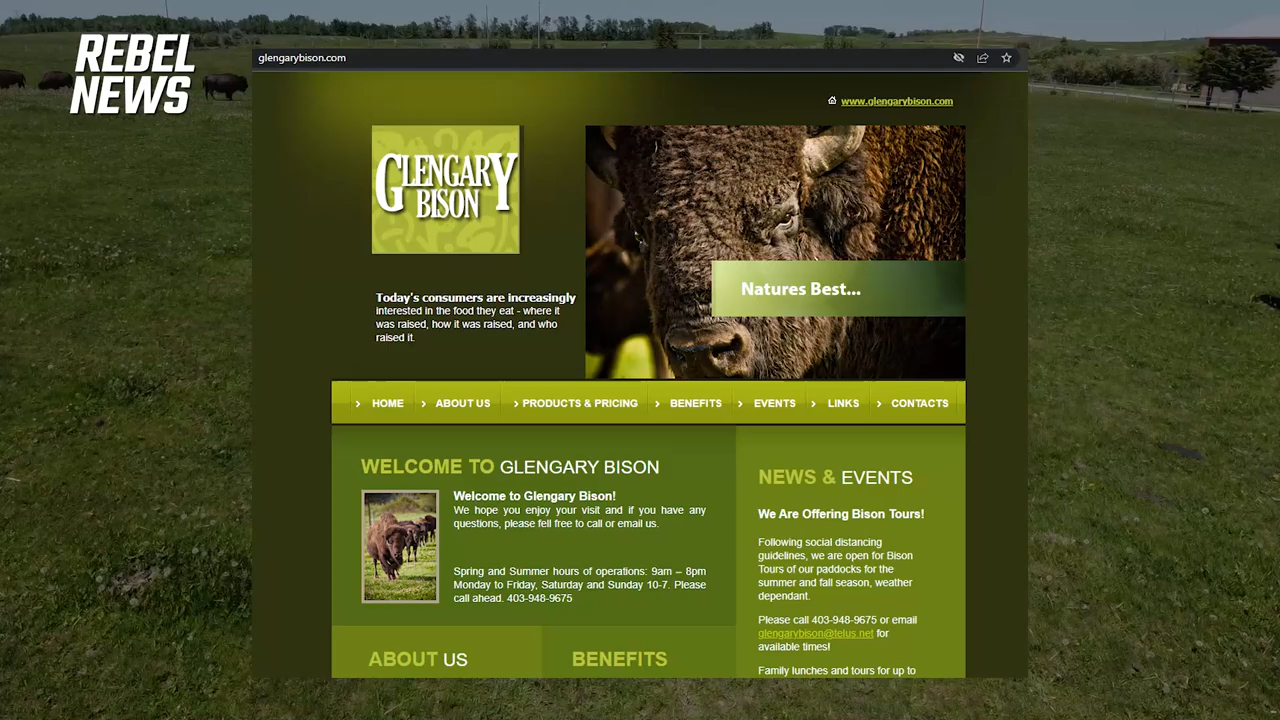 REBEL
NEWS
glengarybison.com
www.glengarybison.com
GLENGARY
BISON
Natures Best...
Today's consumers are increasingly
interested in the food they eat - where it
was raised, how it was raised, and who
raised it.
HOME
ABOUT US
PRODUCTS & PRICING
BENEFITS
EVENTS
LINKS
CONTACTS
WELCOME TO GLENGARY BISON
Welcome to Glengary Bison!
We hope you enjoy your visit and if you have any
questions, please fell free to call or email us.
Spring and Summer hours of operations: 9am – 8pm
Monday to Friday, Saturday and Sunday 10-7. Please
call ahead. 403-948-9675
ABOUT US
BENEFITS
NEWS & EVENTS
We Are Offering Bison Tours!
Following social distancing
guidelines, we are open for Bison
Tours of our paddocks for the
summer and fall season, weather
dependant.
Please call 403-948-9675 or email
glengarybison@telus.net for
available times!
Family lunches and tours for up to